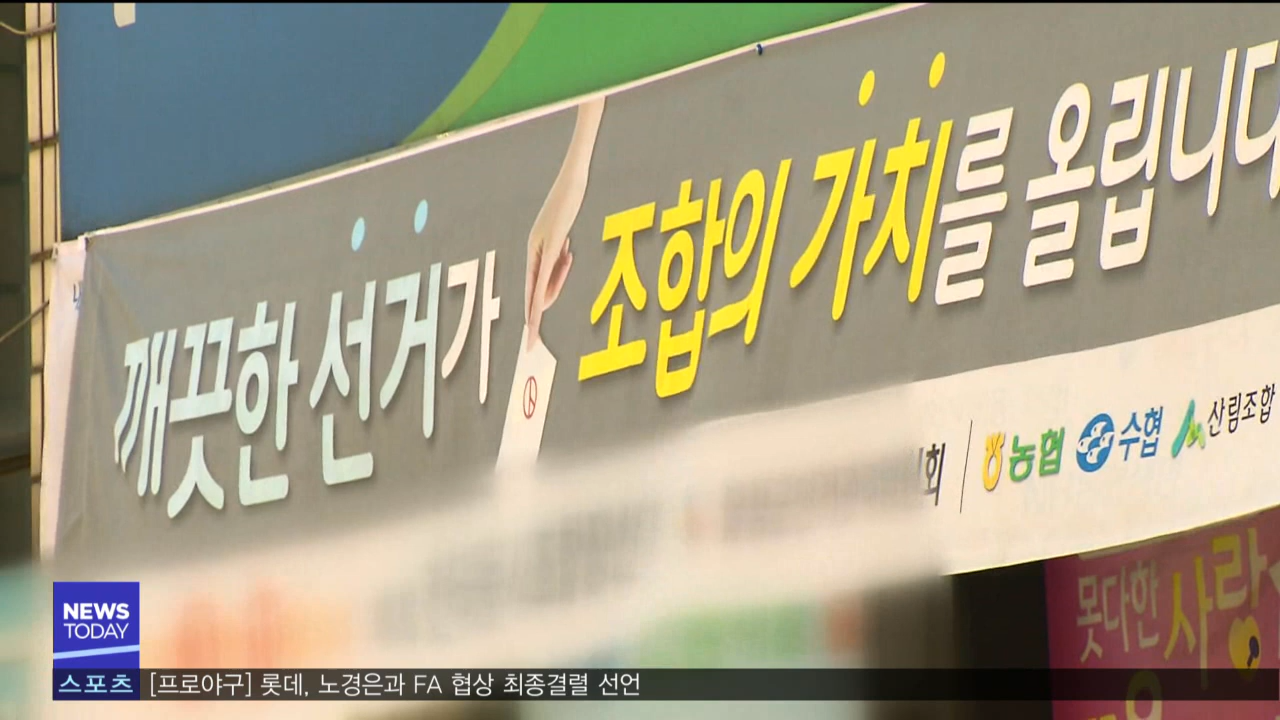 깨끗한 선거가 조합의 가치를 올립니다
회 | 농협 수협 산림조합
못다한 사랑
NEWS
TODAY
스포츠 [프로야구] 롯데, 노경은과 FA 협상 최종결렬 선언